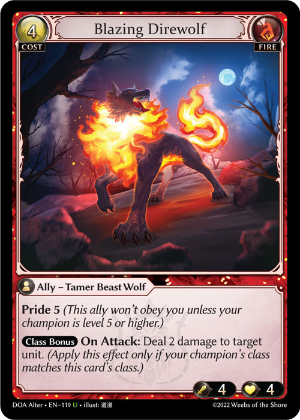 4
COST
Blazing Direwolf
FIRE
Ally – Tamer Beast Wolf
Pride 5 (This ally won't obey you unless your
champion is level 5 or higher.)
Class Bonus On Attack: Deal 2 damage to target
unit. (Apply this effect only if your champion's class
matches this card's class.)
4
4
DOA Alter • EN-119 U • illust: 道濤
©2022 Weebs of the Shore